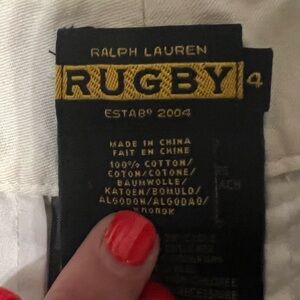 RALPH LAUREN
RUGBY 4
ESTABD 2004
MADE IN CHINA
FAIT EN CHINE
100% COTTON/
COTON/COTONE/
BAUMWOLLE/
KATOEN/BOMULD/
ALGODON/ALGODAO/